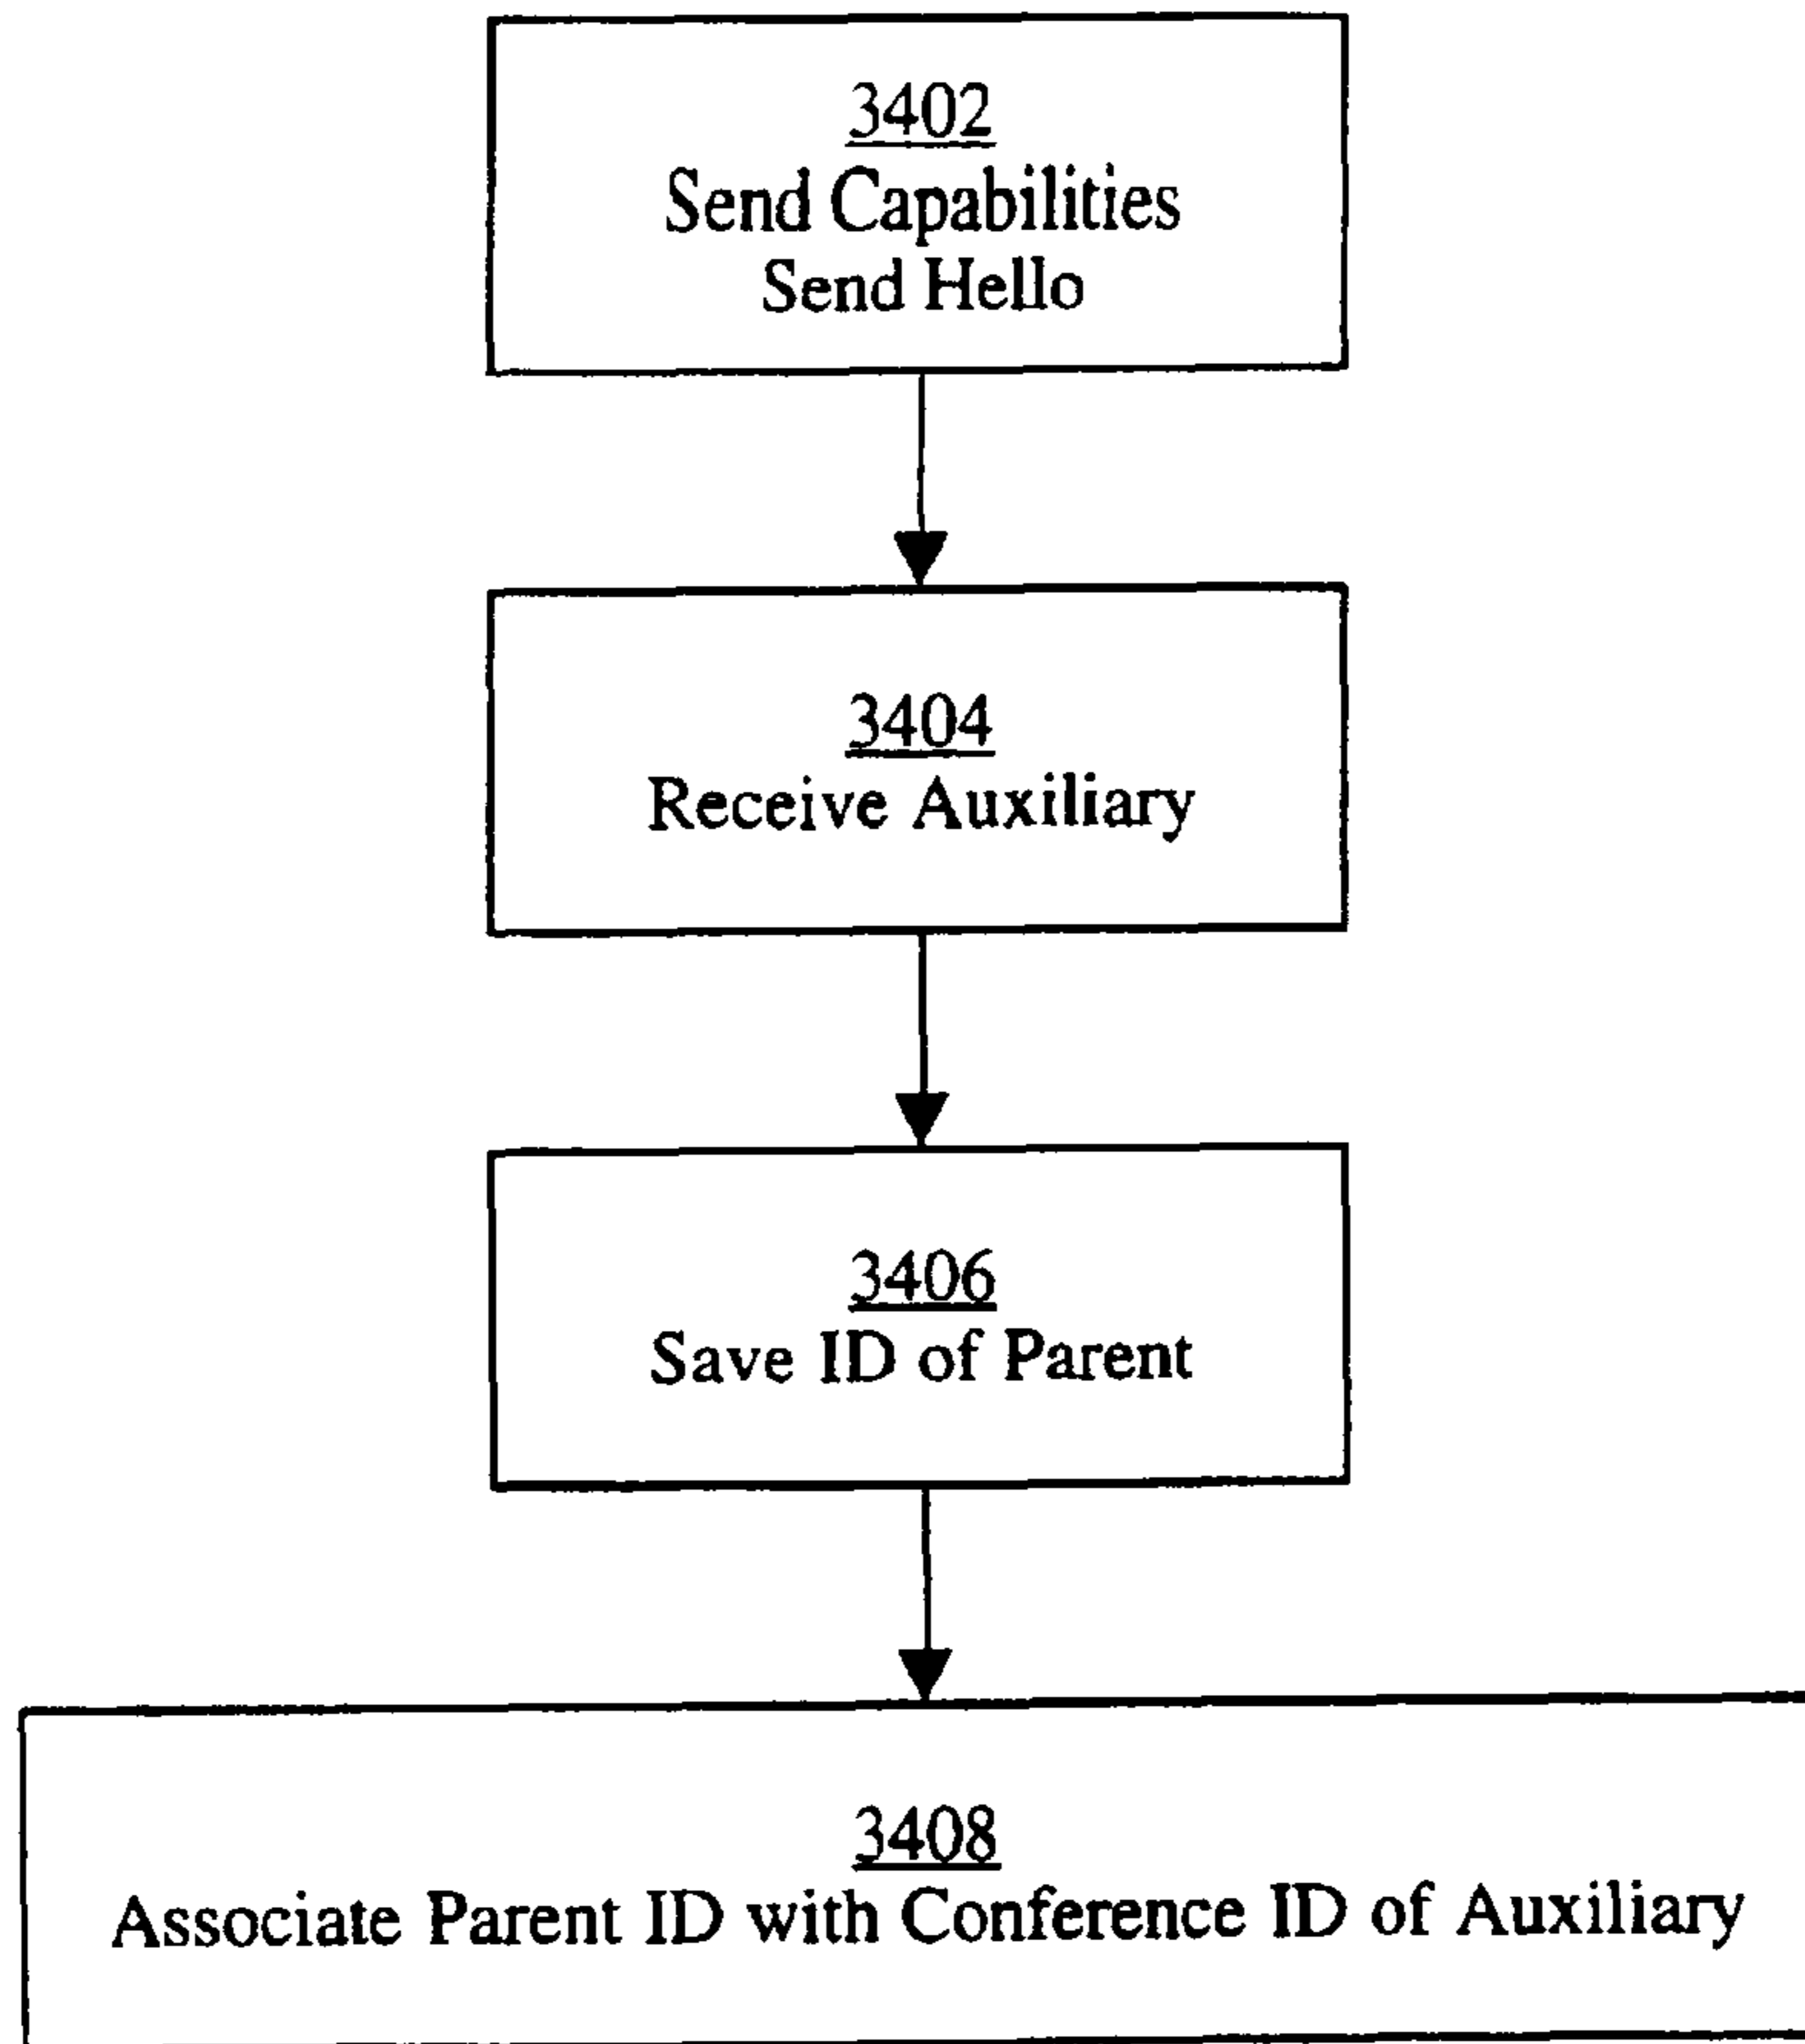 3402
Send Capabilities
Send Hello
3404
Receive Auxiliary
3406
Save ID of Parent
3408
Associate Parent ID with Conference ID of Auxiliary